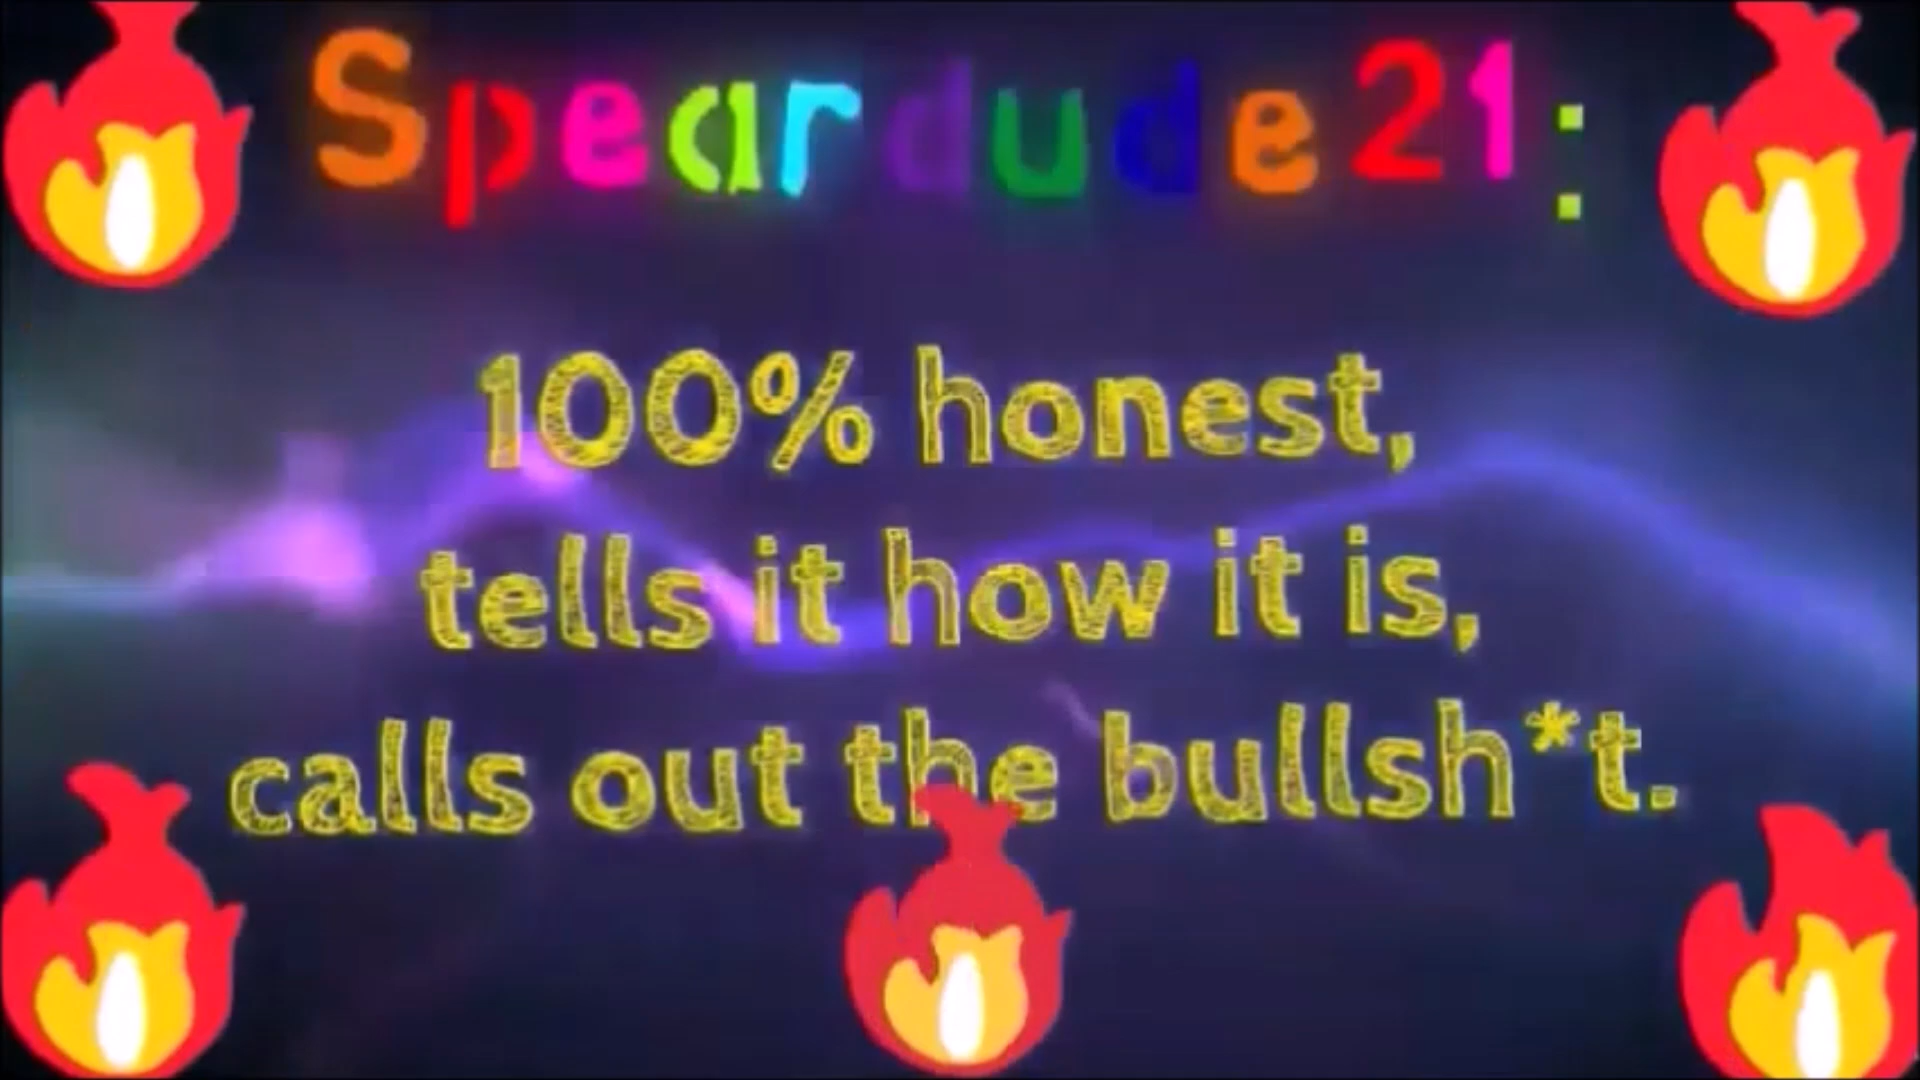 Speardude21:
100% honest,
tells it how it is,
calls out the bullsh*t.